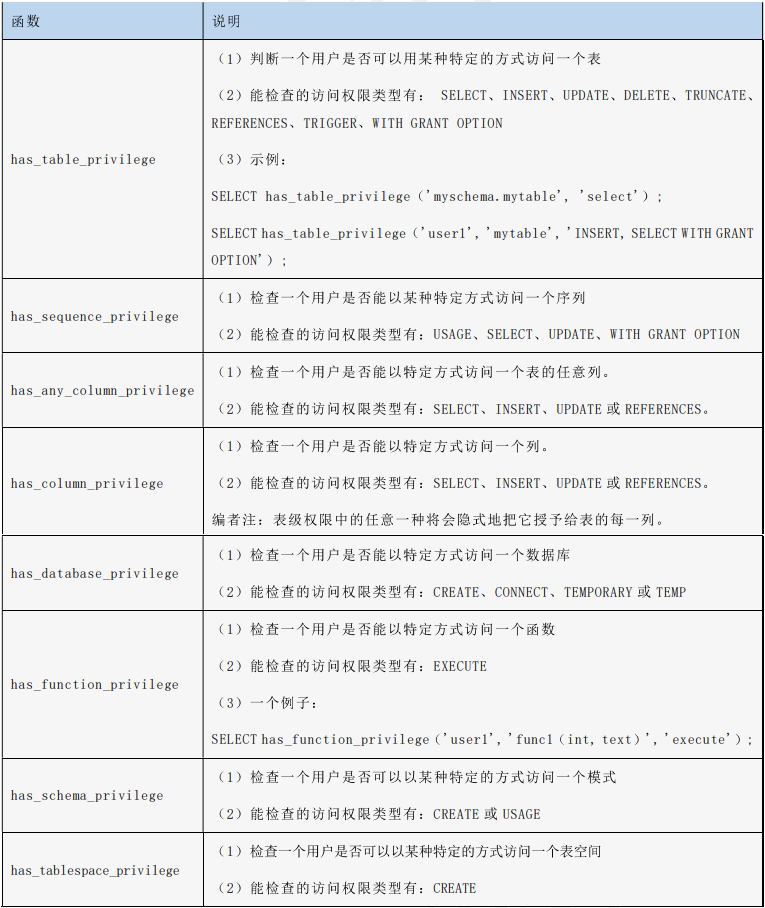 函数
说明
has_table_privilege
（1）判断一个用户是否可以用某种特定的方式访问一个表
（2）能检查的访问权限类型有： SELECT、INSERT、UPDATE、DELETE、TRUNCATE、
REFERENCES、TRIGGER、WITH GRANT OPTION
（3）示例：
SELECT has_table_privilege（'myschema.mytable', 'select'）;
SELECT has_table_privilege（'user1','mytable','INSERT, SELECT WITH GRANT
OPTION'）;
has_sequence_privilege
（1）检查一个用户是否能以某种特定方式访问一个序列
（2）能检查的访问权限类型有：USAGE、SELECT、UPDATE、WITH GRANT OPTION
has_any_column_privilege
（1）检查一个用户是否能以特定方式访问一个表的任意列。
（2）能检查的访问权限类型有：SELECT、INSERT、UPDATE 或 REFERENCES。
has_column_privilege
（1）检查一个用户是否能以特定方式访问一个列。
（2）能检查的访问权限类型有：SELECT、INSERT、UPDATE 或 REFERENCES。
编者注：表级权限中的任意一种将会隐式地把它授予给表的每一列。
has_database_privilege
（1）检查一个用户是否能以特定方式访问一个数据库
（2）能检查的访问权限类型有：CREATE、CONNECT、TEMPORARY 或 TEMP
has_function_privilege
（1）检查一个用户是否能以特定方式访问一个函数
（2）能检查的访问权限类型有：EXECUTE
（3）一个例子：
SELECT has_function_privilege（'user1','func1（int, text）','execute'）;
has_schema_privilege
（1）检查一个用户是否可以以某种特定的方式访问一个模式
（2）能检查的访问权限类型有：CREATE 或 USAGE
has_tablespace_privilege
（1）检查一个用户是否可以以某种特定的方式访问一个表空间
（2）能检查的访问权限类型有：CREATE